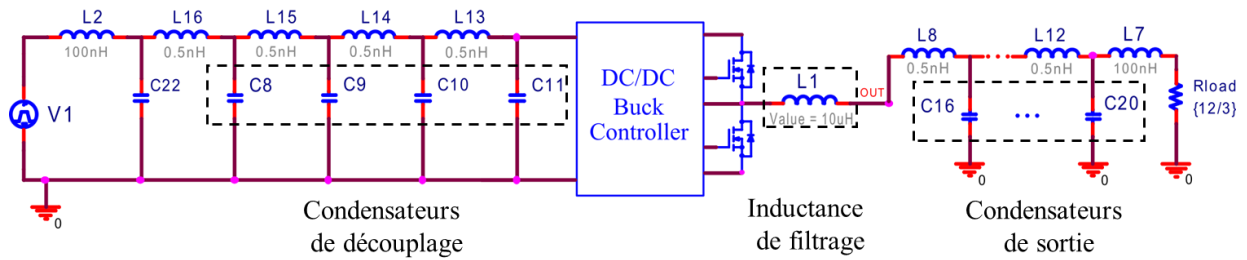 L2 L16 L15 L14 L13
100nH 0.5nH 0.5nH 0.5nH 0.5nH
C22 C8 C9 C10 C11
V1
0
DC/DC
Buck
Controller
L1
Value = 10uH
OUT
L8 L12 L7
0.5nH 0.5nH 100nH
C16 ... C20
Rload
{12/3}
0 0 0
Condensateurs
de découplage
Inductance
de filtrage
Condensateurs
de sortie